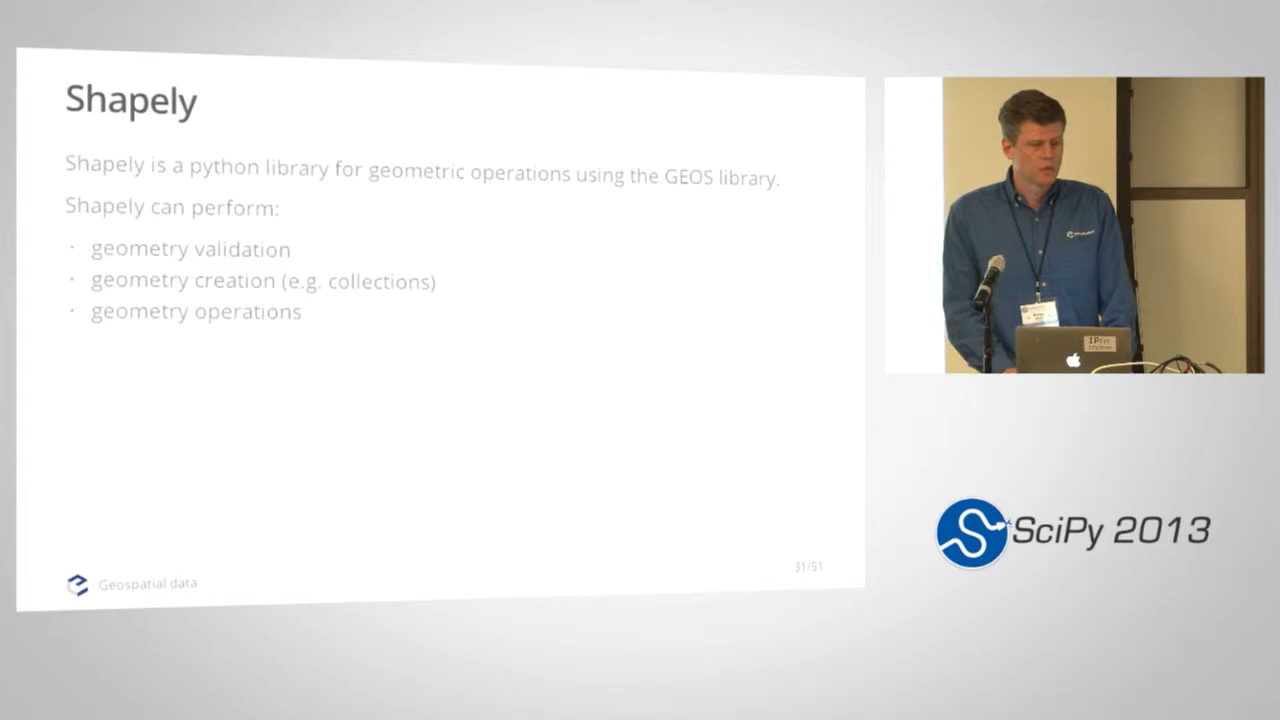 Shapely
Shapely is a python library for geometric operations using the GEOS library.
Shapely can perform:
· geometry validation
· geometry creation (e.g. collections)
· geometry operations
Geospatial data
31/51
SciPy 2013